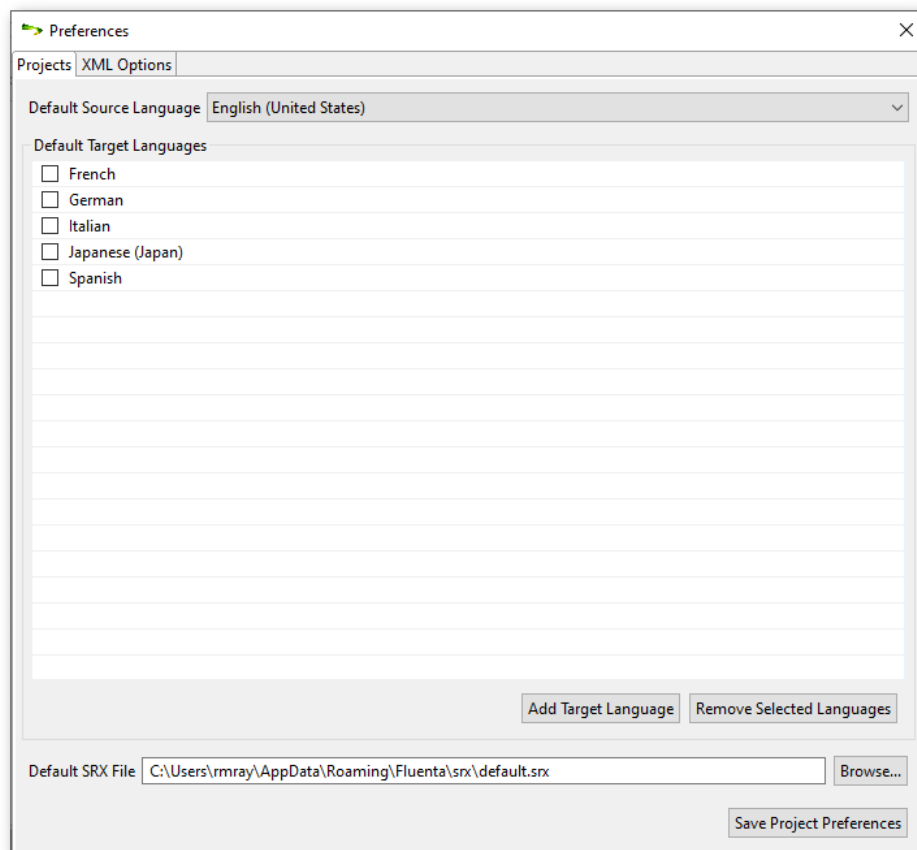 Preferences
Projects XML Options
Default Source Language English (United States)
Default Target Languages
French
German
Italian
Japanese (Japan)
Spanish
Add Target Language Remove Selected Languages
Default SRX File C:\Users\rmray\AppData\Roaming\Fluenta\srx\default.srx Browse...
Save Project Preferences